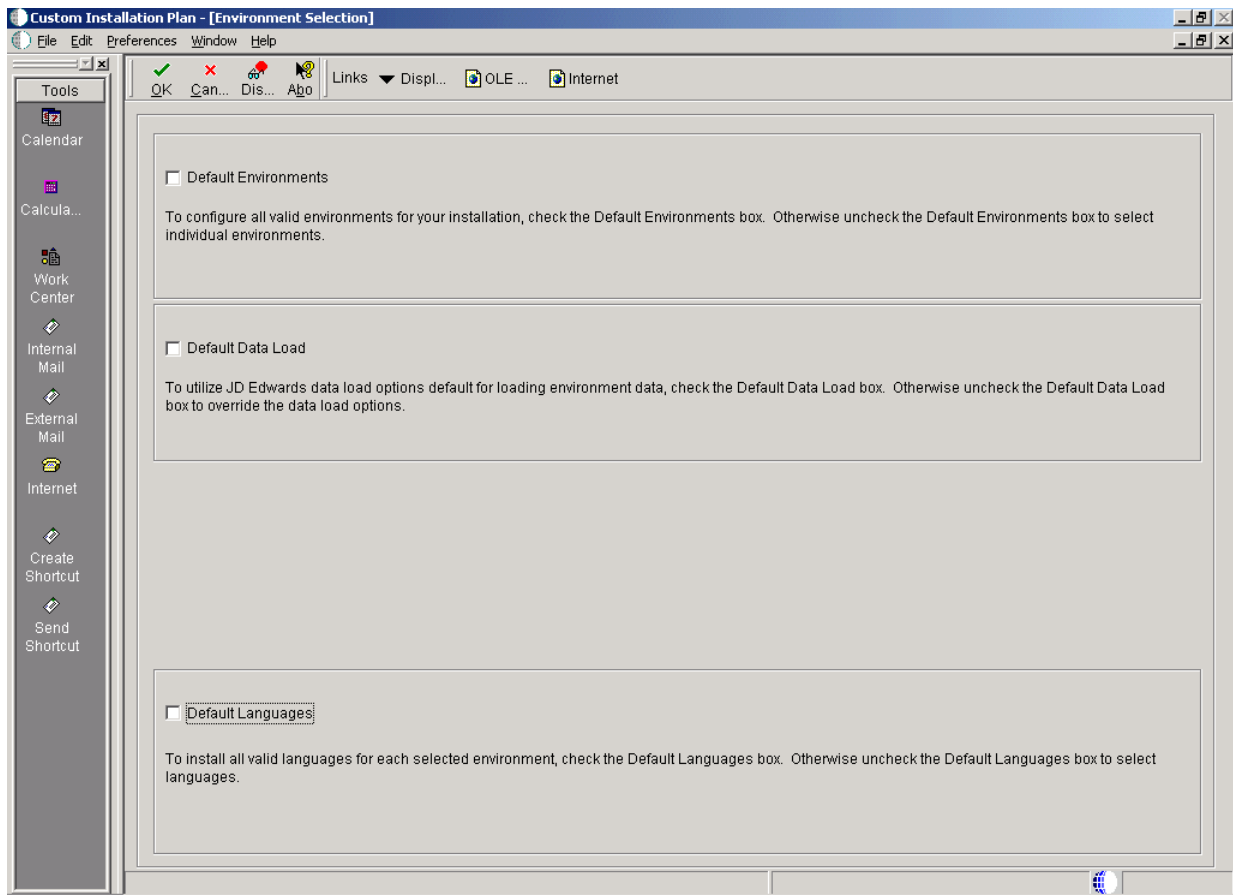 Custom Installation Plan - [Environment Selection]
File Edit Preferences Window Help
Tools
Calendar
Calcula...
Work
Center
Internal
Mail
External
Mail
Internet
Create
Shortcut
Send
Shortcut
OK Can... Dis... Abo Links Displ... OLE ... Internet
Default Environments
To configure all valid environments for your installation, check the Default Environments box. Otherwise uncheck the Default Environments box to select
individual environments.
Default Data Load
To utilize JD Edwards data load options default for loading environment data, check the Default Data Load box. Otherwise uncheck the Default Data Load
box to override the data load options.
Default Languages
To install all valid languages for each selected environment, check the Default Languages box. Otherwise uncheck the Default Languages box to select
languages.